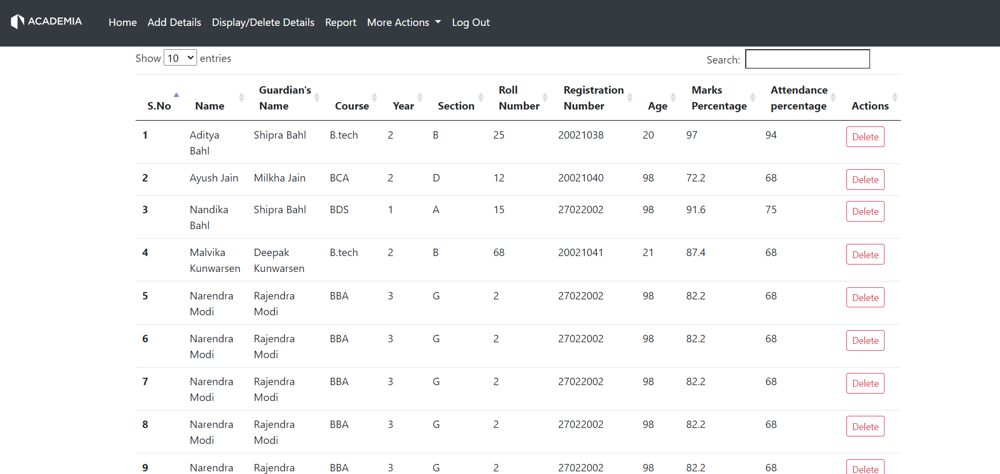 ACADEMIA Home Add Details Display/Delete Details Report More Actions Log Out
Show 10 entries Search:
S.No Name Guardian's Name Course Year Section Roll Number Registration Number Age Marks Percentage Attendance percentage Actions
1 Aditya Bahl Shipra Bahl B.tech 2 B 25 20021038 20 97 94 Delete
2 Ayush Jain Milkha Jain BCA 2 D 12 20021040 98 72.2 68 Delete
3 Nandika Bahl Shipra Bahl BDS 1 A 15 27022002 98 91.6 75 Delete
4 Malvika Kunwarsen Deepak Kunwarsen B.tech 2 B 68 20021041 21 87.4 68 Delete
5 Narendra Modi Rajendra Modi BBA 3 G 2 27022002 98 82.2 68 Delete
6 Narendra Modi Rajendra Modi BBA 3 G 2 27022002 98 82.2 68 Delete
7 Narendra Modi Rajendra Modi BBA 3 G 2 27022002 98 82.2 68 Delete
8 Narendra Modi Rajendra Modi BBA 3 G 2 27022002 98 82.2 68 Delete
9 Narendra Rajendra BBA 3 G 2 27022002 98 82.2 68 Delete